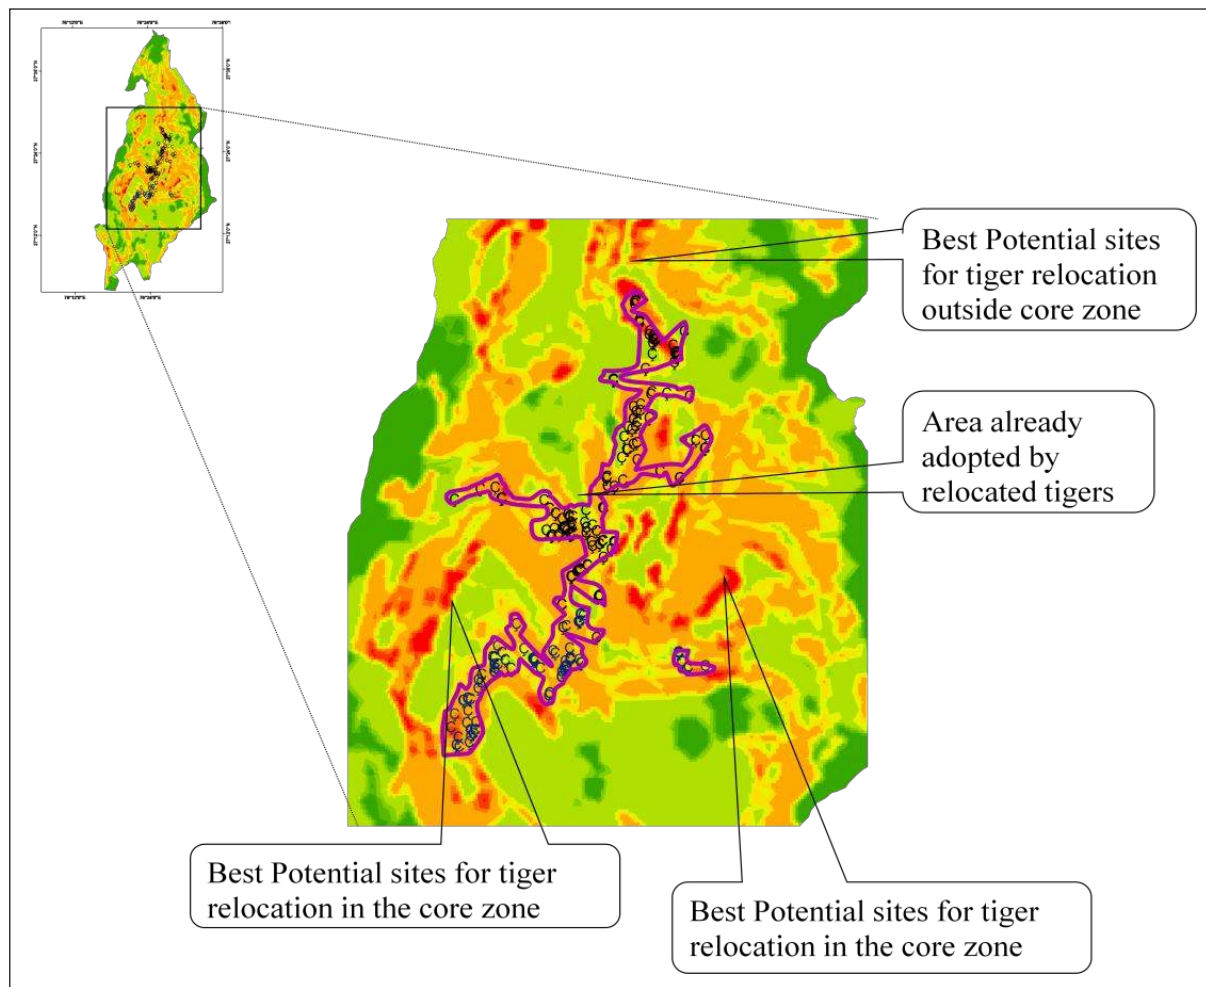 Best Potential sites
for tiger relocation
outside core zone
Area already
adopted by
relocated tigers
Best Potential sites for tiger
relocation in the core zone
Best Potential sites for tiger
relocation in the core zone